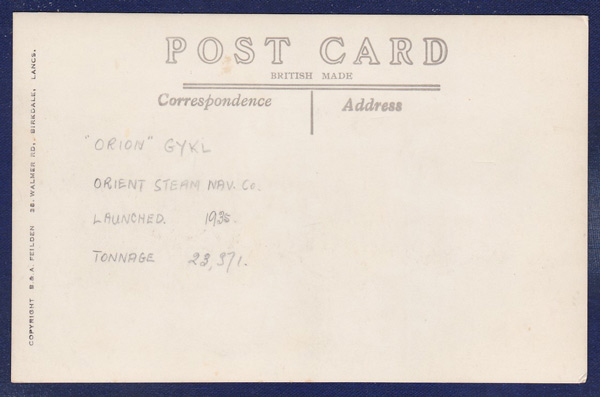 POST CARD
BRITISH MADE
Correspondence
Address
"ORION" GYKL
ORIENT STEAM NAV. Co.
LAUNCHED. 1935.
TONNAGE 23,371.
COPYRIGHT B. & A. FEILDEN 38, WALMER RD., BIRKDALE, LANCS.